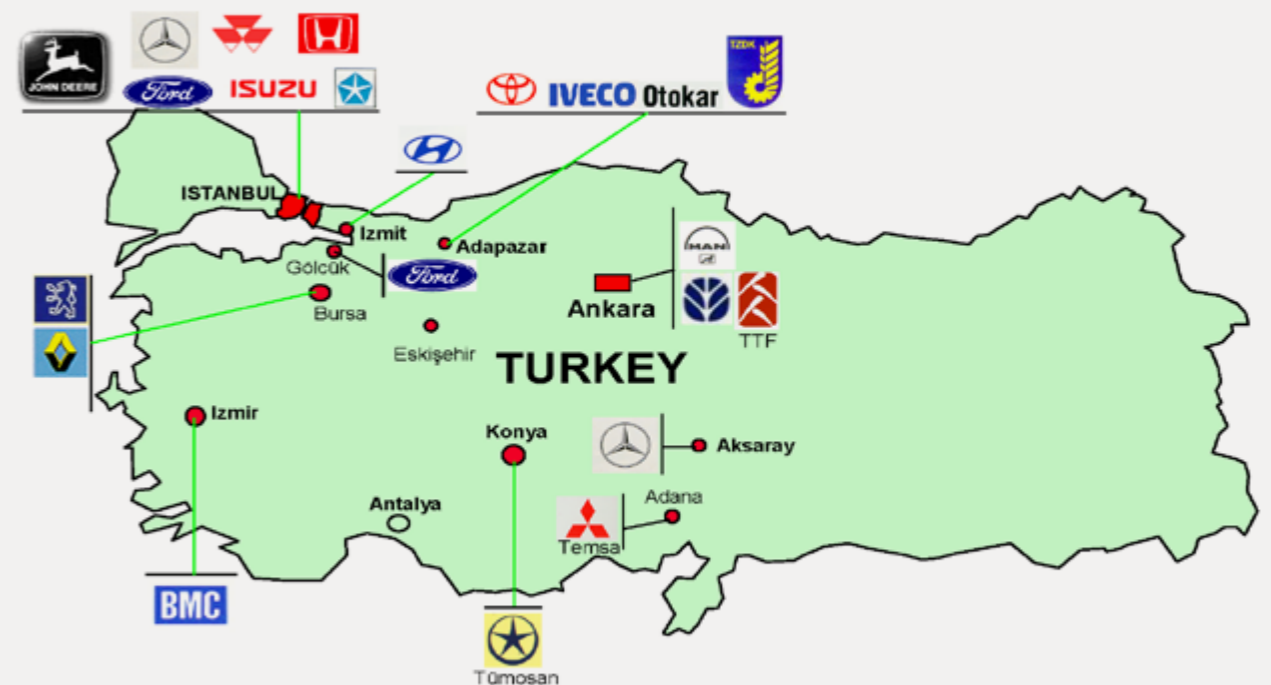 JOHN DEERE
Ford
ISUZU
IVECO
Otokar
TZDK
ISTANBUL
Izmit
Adapazar
Gölcük
Ford
MAN
Ankara
TTF
Bursa
Eskişehir
TURKEY
Izmir
Konya
Aksaray
Antalya
Adana
Temsa
BMC
Tümosan